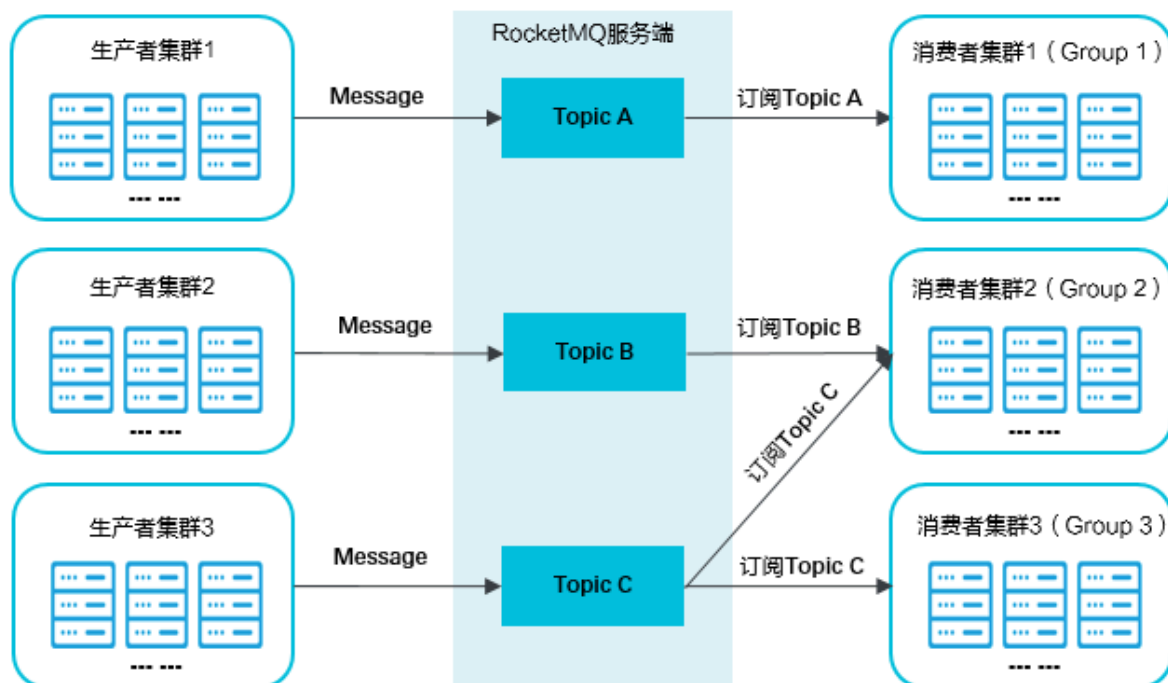 RocketMQ服务端
生产者集群1
Message
Topic A
订阅Topic A
消费者集群1（Group 1）
--- ---
--- ---
生产者集群2
Message
Topic B
订阅Topic B
消费者集群2（Group 2）
订阅Topic C
--- ---
--- ---
生产者集群3
Message
Topic C
订阅Topic C
消费者集群3（Group 3）
--- ---
--- ---